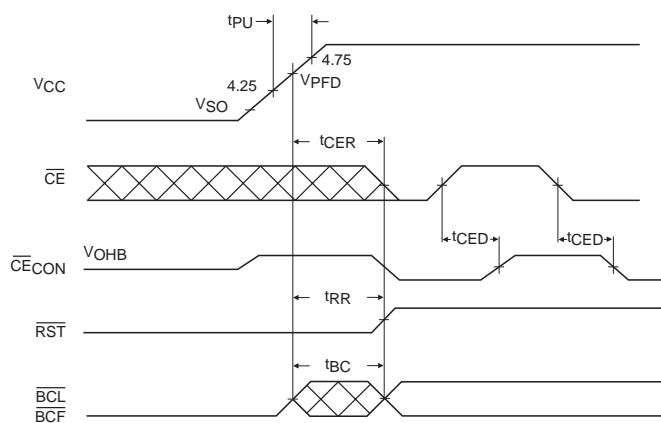 tPU
4.75
VCC
4.25
VPFD
VSO
tCER
CE
tCED
tCED
VOHB
CECON
tRR
RST
tBC
BCL
BCF